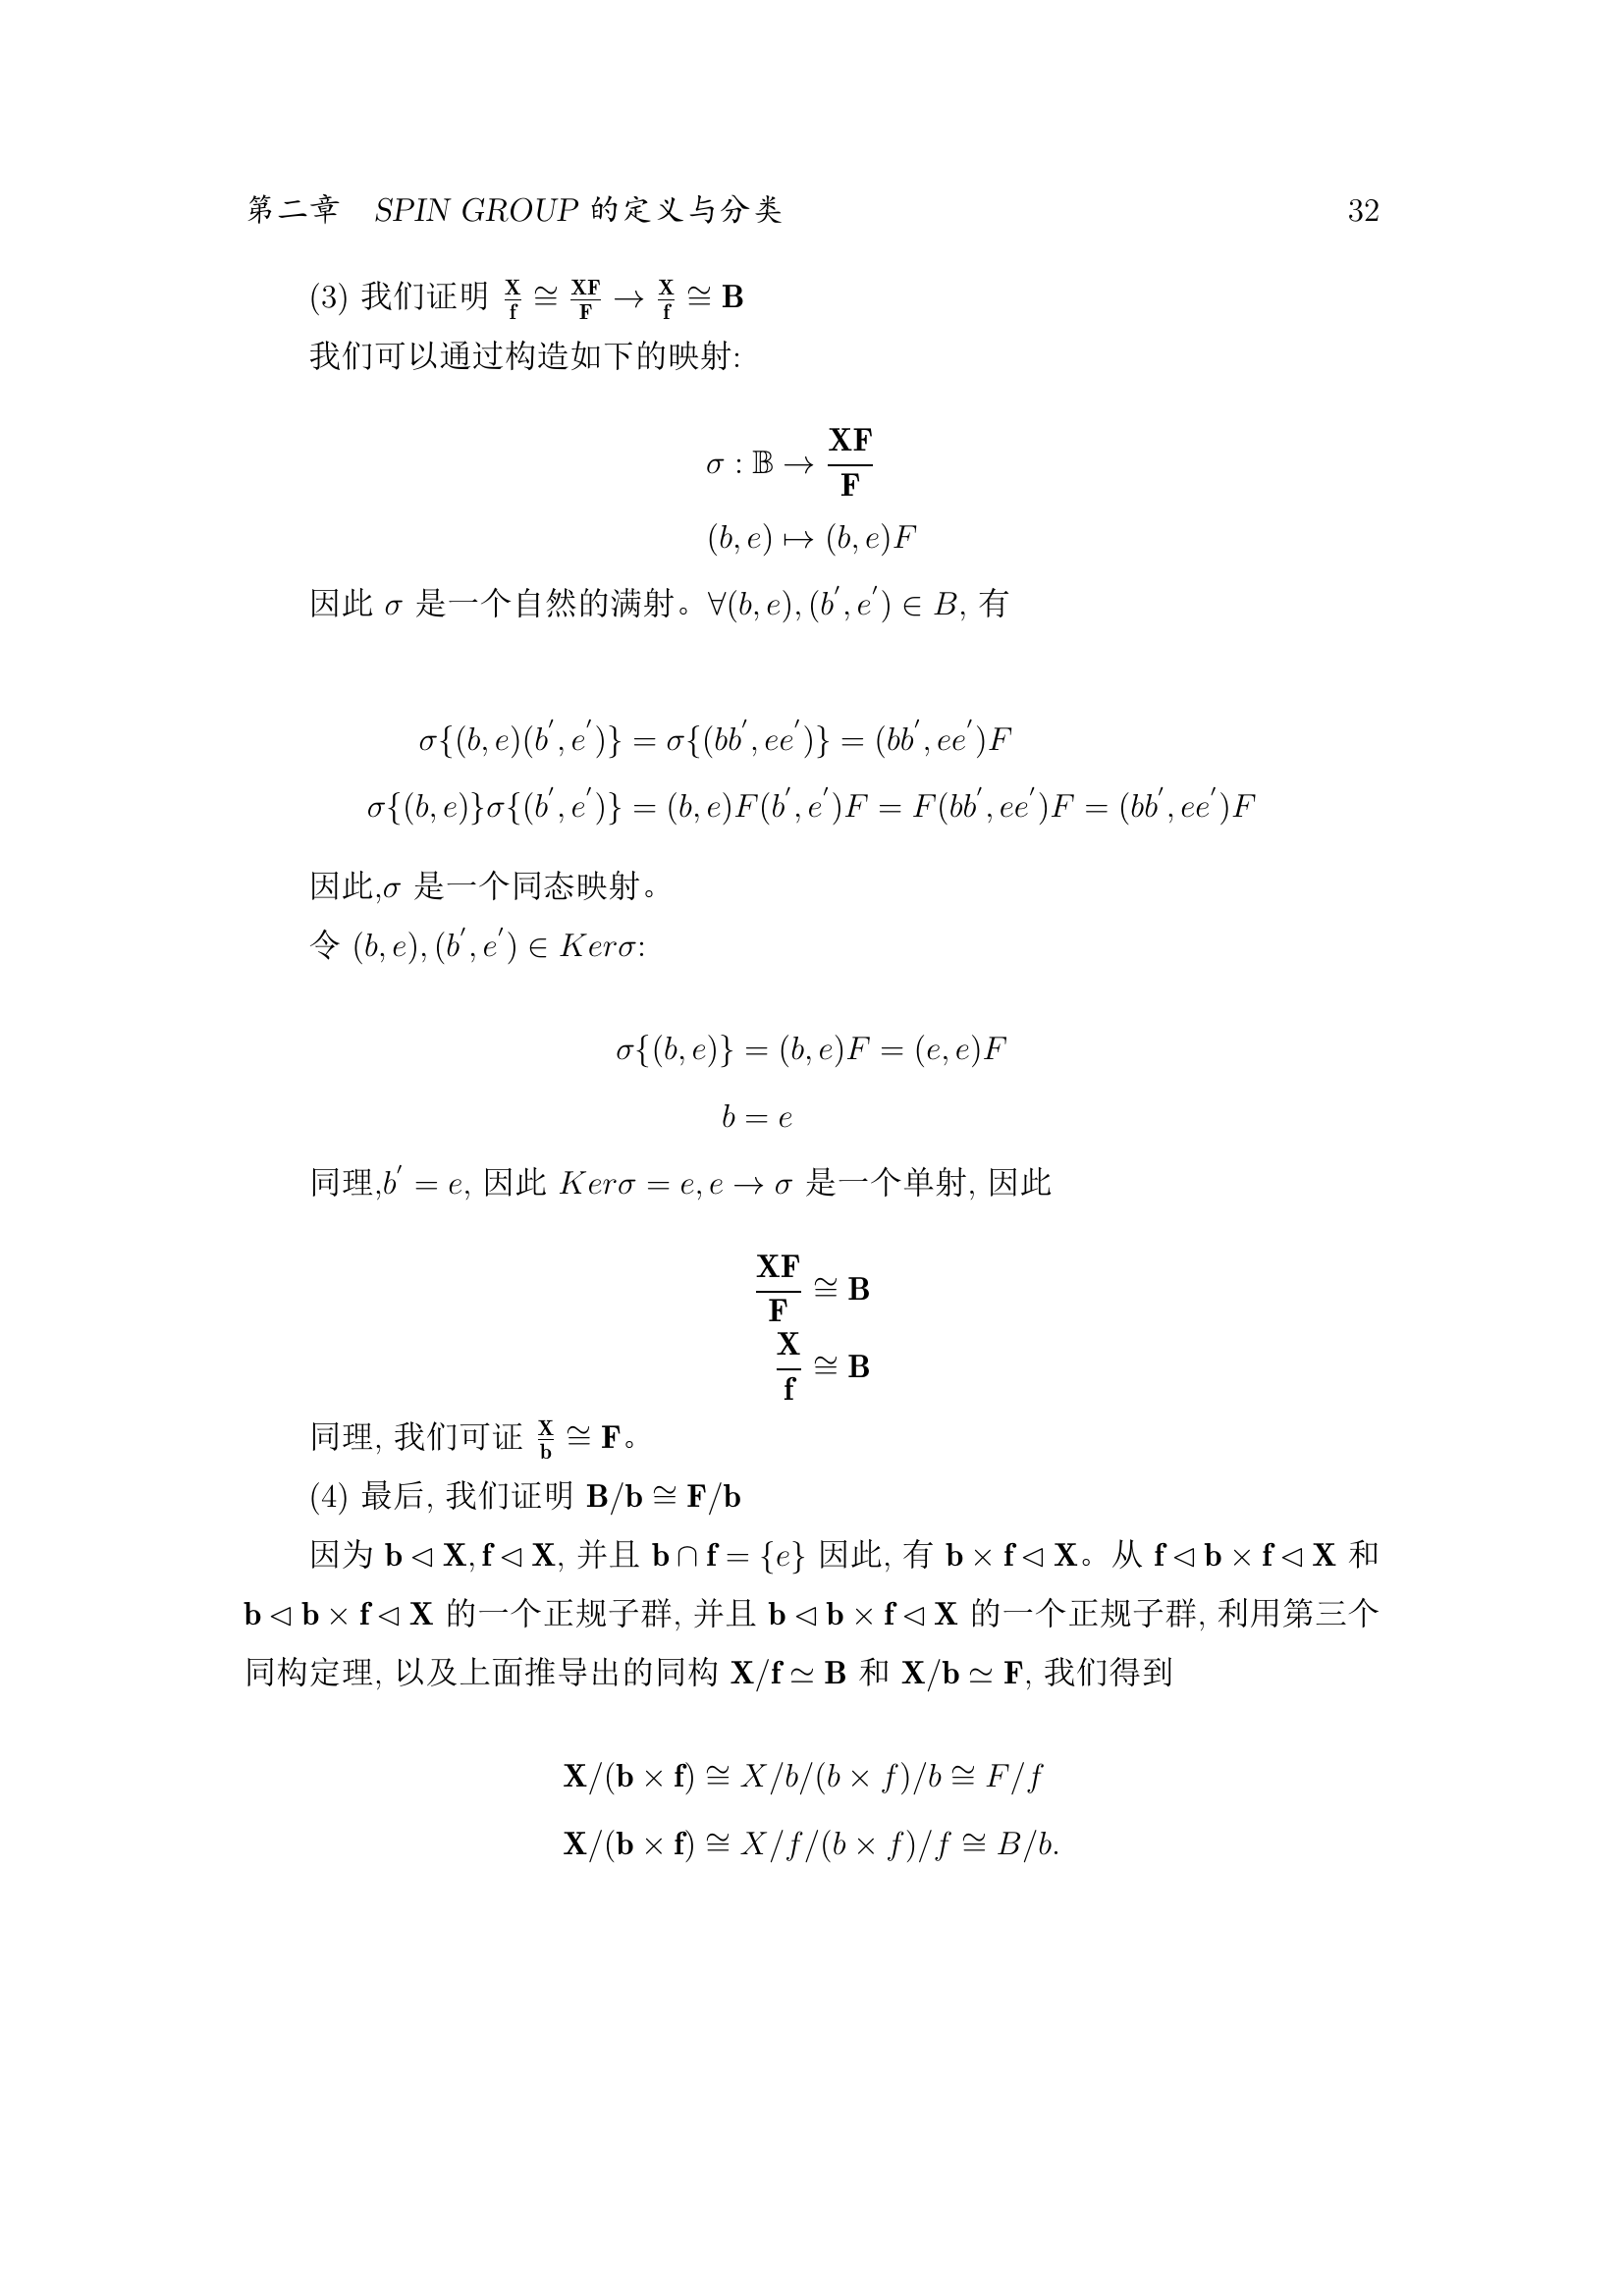 第二章 SPIN GROUP 的定义与分类 32
(3) 我们证明 $\frac{\mathbf{X}}{\mathbf{f}} \cong \frac{\mathbf{XF}}{\mathbf{F}} \to \frac{\mathbf{X}}{\mathbf{f}} \cong \mathbf{B}$
我们可以通过构造如下的映射:
$\sigma : \mathbb{B} \to \frac{\mathbf{XF}}{\mathbf{F}}$
$(b, e) \mapsto (b, e)F$
因此 $\sigma$ 是一个自然的满射。$\forall (b, e), (b^{'}, e^{'}) \in B$, 有
$\sigma\{(b, e)(b^{'}, e^{'})\} = \sigma\{(bb^{'}, ee^{'})\} = (bb^{'}, ee^{'})F$
$\sigma\{(b, e)\}\sigma\{(b^{'}, e^{'})\} = (b, e)F(b^{'}, e^{'})F = F(bb^{'}, ee^{'})F = (bb^{'}, ee^{'})F$
因此,$\sigma$ 是一个同态映射。
令 $(b, e), (b^{'}, e^{'}) \in Ker\sigma$:
$\sigma\{(b, e)\} = (b, e)F = (e, e)F$
$b = e$
同理,$b^{'} = e$, 因此 $Ker\sigma = e, e \to \sigma$ 是一个单射, 因此
$\frac{\mathbf{XF}}{\mathbf{F}} \cong \mathbf{B}$
$\frac{\mathbf{X}}{\mathbf{f}} \cong \mathbf{B}$
同理, 我们可证 $\frac{\mathbf{X}}{\mathbf{b}} \cong \mathbf{F}$。
(4) 最后, 我们证明 $\mathbf{B}/\mathbf{b} \cong \mathbf{F}/\mathbf{b}$
因为 $\mathbf{b} \lhd \mathbf{X}, \mathbf{f} \lhd \mathbf{X}$, 并且 $\mathbf{b} \cap \mathbf{f} = \{e\}$ 因此, 有 $\mathbf{b} \times \mathbf{f} \lhd \mathbf{X}$。从 $\mathbf{f} \lhd \mathbf{b} \times \mathbf{f} \lhd \mathbf{X}$ 和
$\mathbf{b} \lhd \mathbf{b} \times \mathbf{f} \lhd \mathbf{X}$ 的一个正规子群, 并且 $\mathbf{b} \lhd \mathbf{b} \times \mathbf{f} \lhd \mathbf{X}$ 的一个正规子群, 利用第三个
同构定理, 以及上面推导出的同构 $\mathbf{X}/\mathbf{f} \simeq \mathbf{B}$ 和 $\mathbf{X}/\mathbf{b} \simeq \mathbf{F}$, 我们得到
$\mathbf{X}/(\mathbf{b} \times \mathbf{f}) \cong X/b/(b \times f)/b \cong F/f$
$\mathbf{X}/(\mathbf{b} \times \mathbf{f}) \cong X/f/(b \times f)/f \cong B/b.$